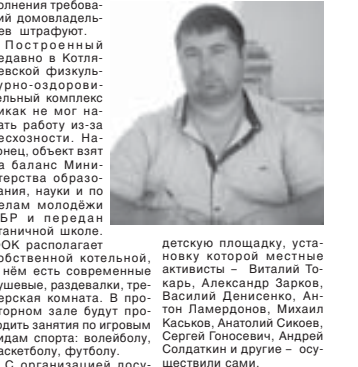 олнения требова-
ий домовладель-
ев штрафуют.
Построенный
едавно в Котля-
евской физкуль-
урно-оздорови-
ельный комплекс
икак не мог на-
ать работу из-за
есхозности. На-
онец, объект взят
а баланс Мини-
терства образо-
ания, науки и по
елам молодёжи
БР и передан
таничной школе.
ОК располагает
обственной котельной,
нём есть современные
ушевые, раздевалки, тре-
ерская комната. В про-
торном зале будут про-
одить занятия по игровым
идам спорта: волейболу,
аскетболу, футболу.
С организацией досу-
детскую площадку, уста-
новку которой местные
активисты – Виталий То-
карь, Александр Зарков,
Василий Денисенко, Ан-
тон Ламердонов, Михаил
Каськов, Анатолий Сикоев,
Сергей Гоносевич, Андрей
Солдаткин и другие – осу-
ществили сами.